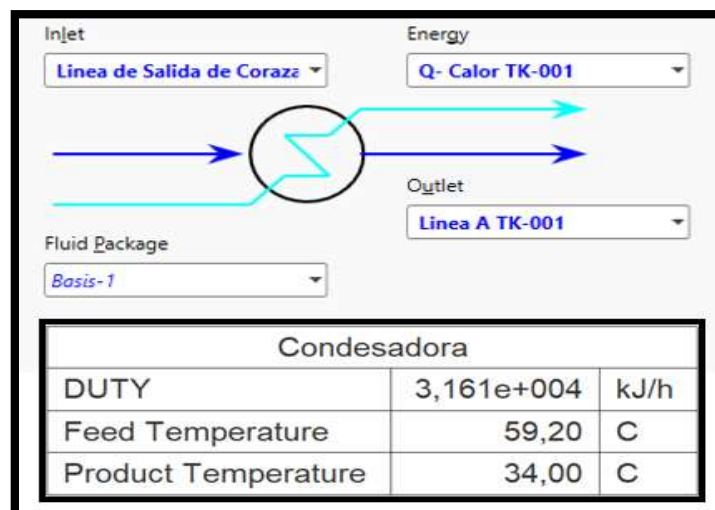 Inlet
Energy
Linea de Salida de Coraza
Q- Calor TK-001
Outlet
Linea A TK-001
Fluid Package
Basis-1
Condesadora
DUTY 3,161e+004 kJ/h
Feed Temperature 59,20 C
Product Temperature 34,00 C